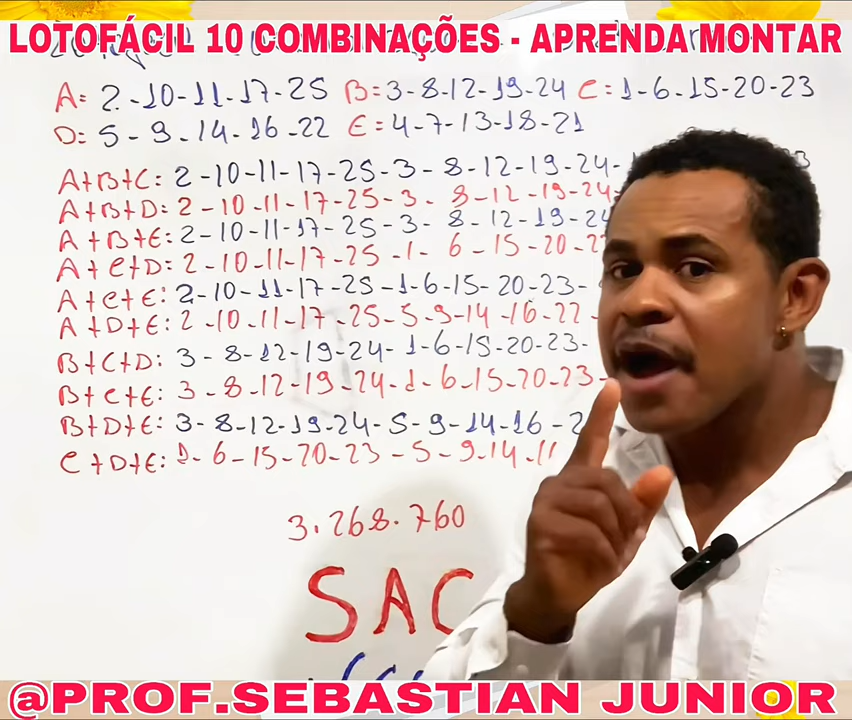 LOTOFÁCIL 10 COMBINAÇÕES - APRENDA MONTAR
A: 2-10-11-17-25 B=3-8-12-19-24 C=1-6-15-20-23
D: 5-9-14-16-22 E=4-7-13-18-21
A+B+C: 2-10-11-17-25-3-8-12-19-24-
A+B+D: 2-10-11-17-25-3-8-12-19-24
A+B+E: 2-10-11-17-25-3-8-12-19-24
A+C+D: 2-10-11-17-25-1-6-15-20-
A+C+E: 2-10-11-17-25-1-6-15-20-23-
A+D+E: 2-10-11-17-25-5-9-14-16-22-
B+C+D: 3-8-12-19-24-1-6-15-20-23-
B+C+E: 3-8-12-19-24-1-6-15-20-23-
B+D+E: 3-8-12-19-24-5-9-14-16-
C+D+E: 1-6-15-20-23-5-9-14-
3.268.760
SAC
@PROF.SEBASTIAN JUNIOR